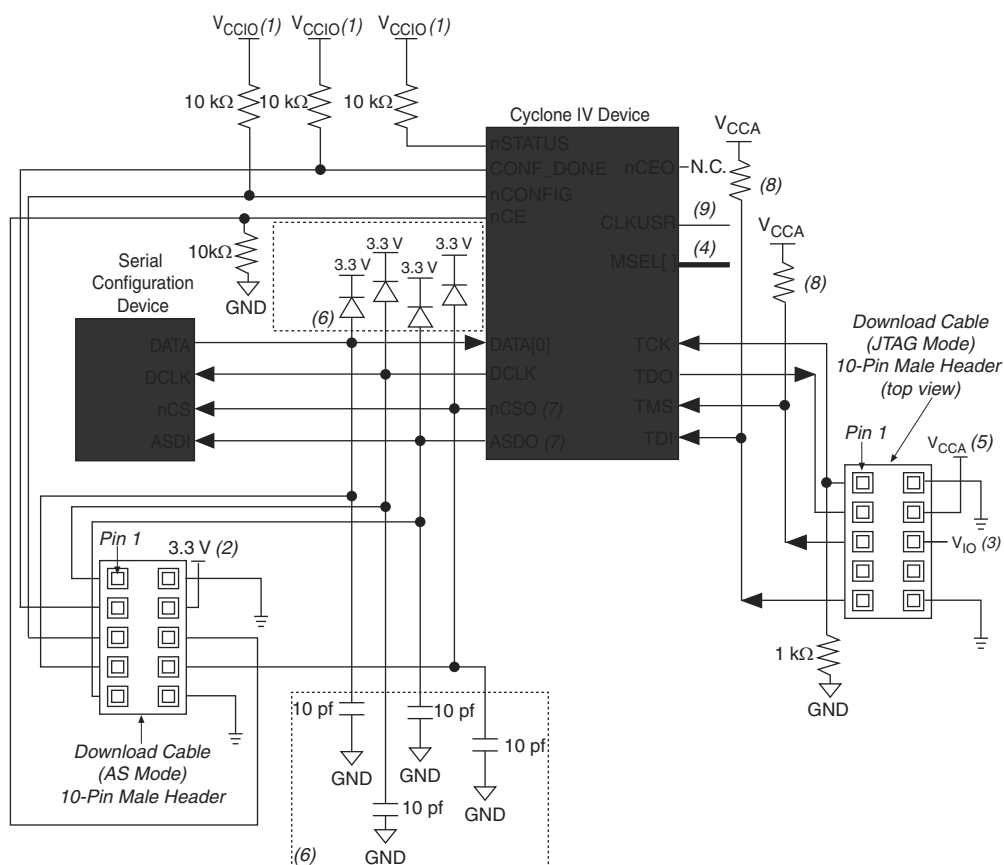 VCCIO (1) VCCIO (1) VCCIO (1)
10 kΩ 10 kΩ 10 kΩ
Cyclone IV Device
nSTATUS
CONF_DONE
nCONFIG
nCE
nCEO
N.C.
CLKUSR
(9)
MSEL[ ]
(4)
VCCA
(8)
VCCA
(8)
10kΩ
GND
3.3 V
3.3 V
3.3 V
3.3 V
(6)
Serial
Configuration
Device
DATA
DCLK
nCS
ASDI
DATA[0]
DCLK
nCSO (7)
ASDO (7)
TCK
TDO
TMS
TDI
Download Cable
(JTAG Mode)
10-Pin Male Header
(top view)
Pin 1
VCCA (5)
VIO (3)
1 kΩ
GND
Pin 1
3.3 V (2)
Download Cable
(AS Mode)
10-Pin Male Header
10 pf
GND
10 pf
GND
10 pf
GND
10 pf
GND
(6)